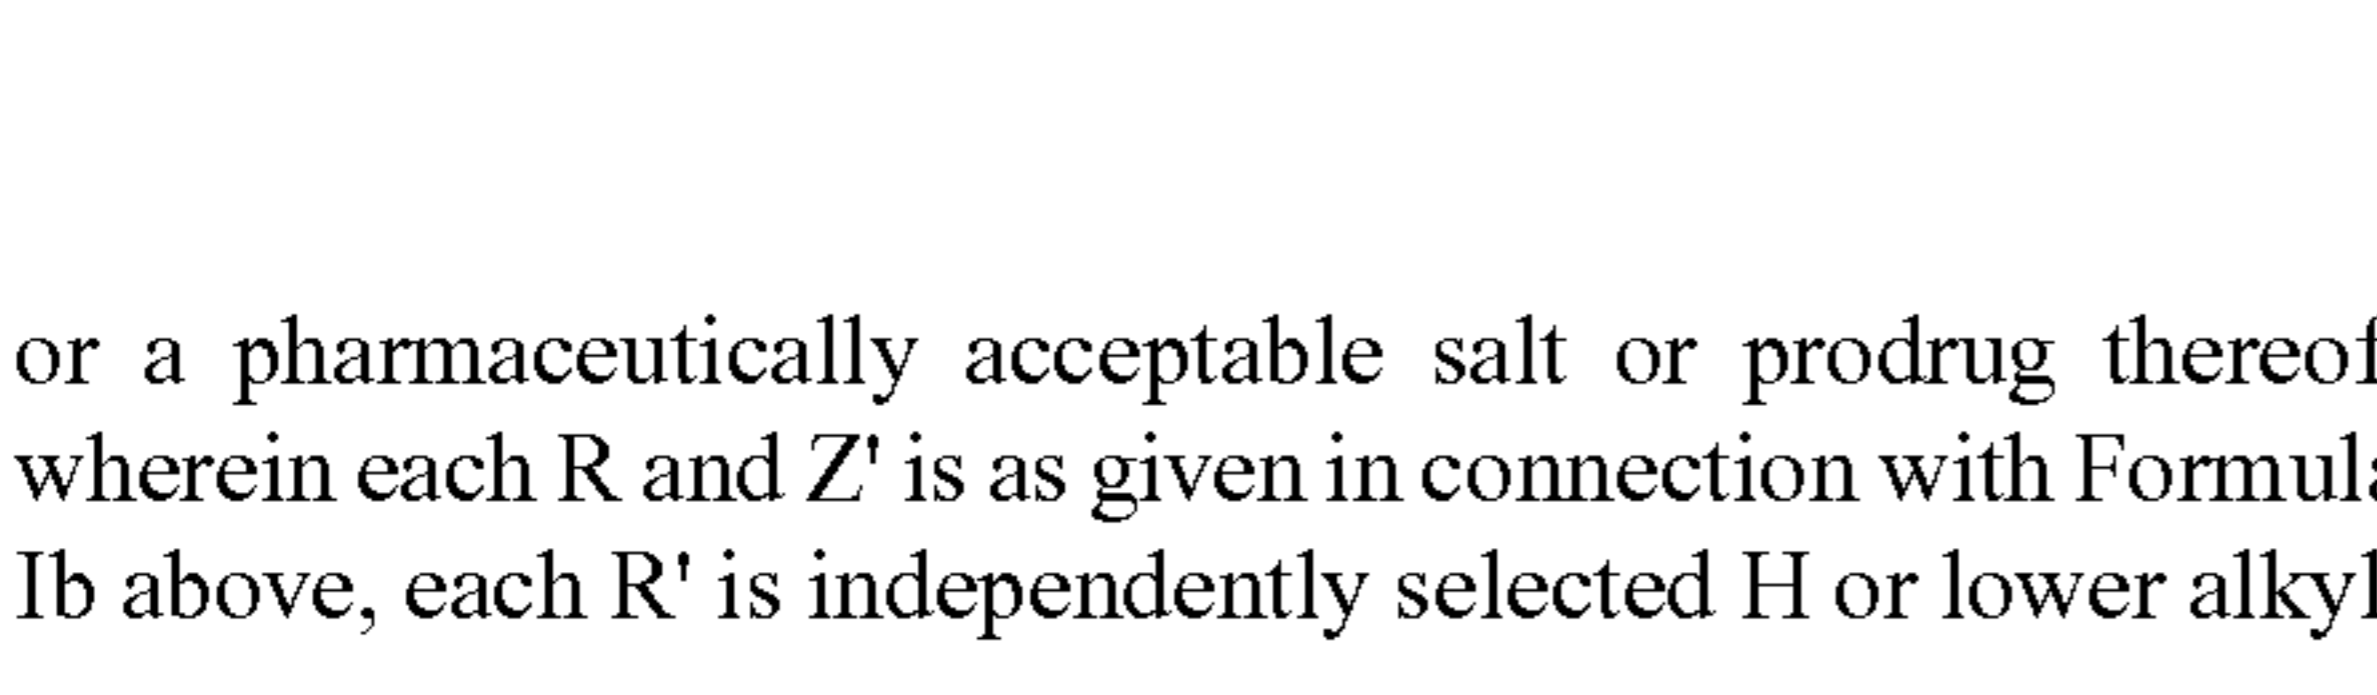 or a pharmaceutically acceptable salt or prodrug thereof
wherein each R and Z' is as given in connection with Formula
Ib above, each R' is independently selected H or lower alkyl